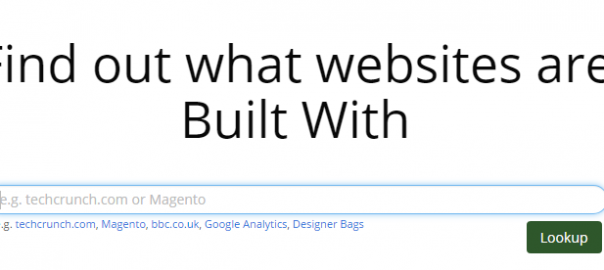 Find out what websites are
Built With
e.g. techcrunch.com or Magento
e.g. techcrunch.com, Magento, bbc.co.uk, Google Analytics, Designer Bags
Lookup